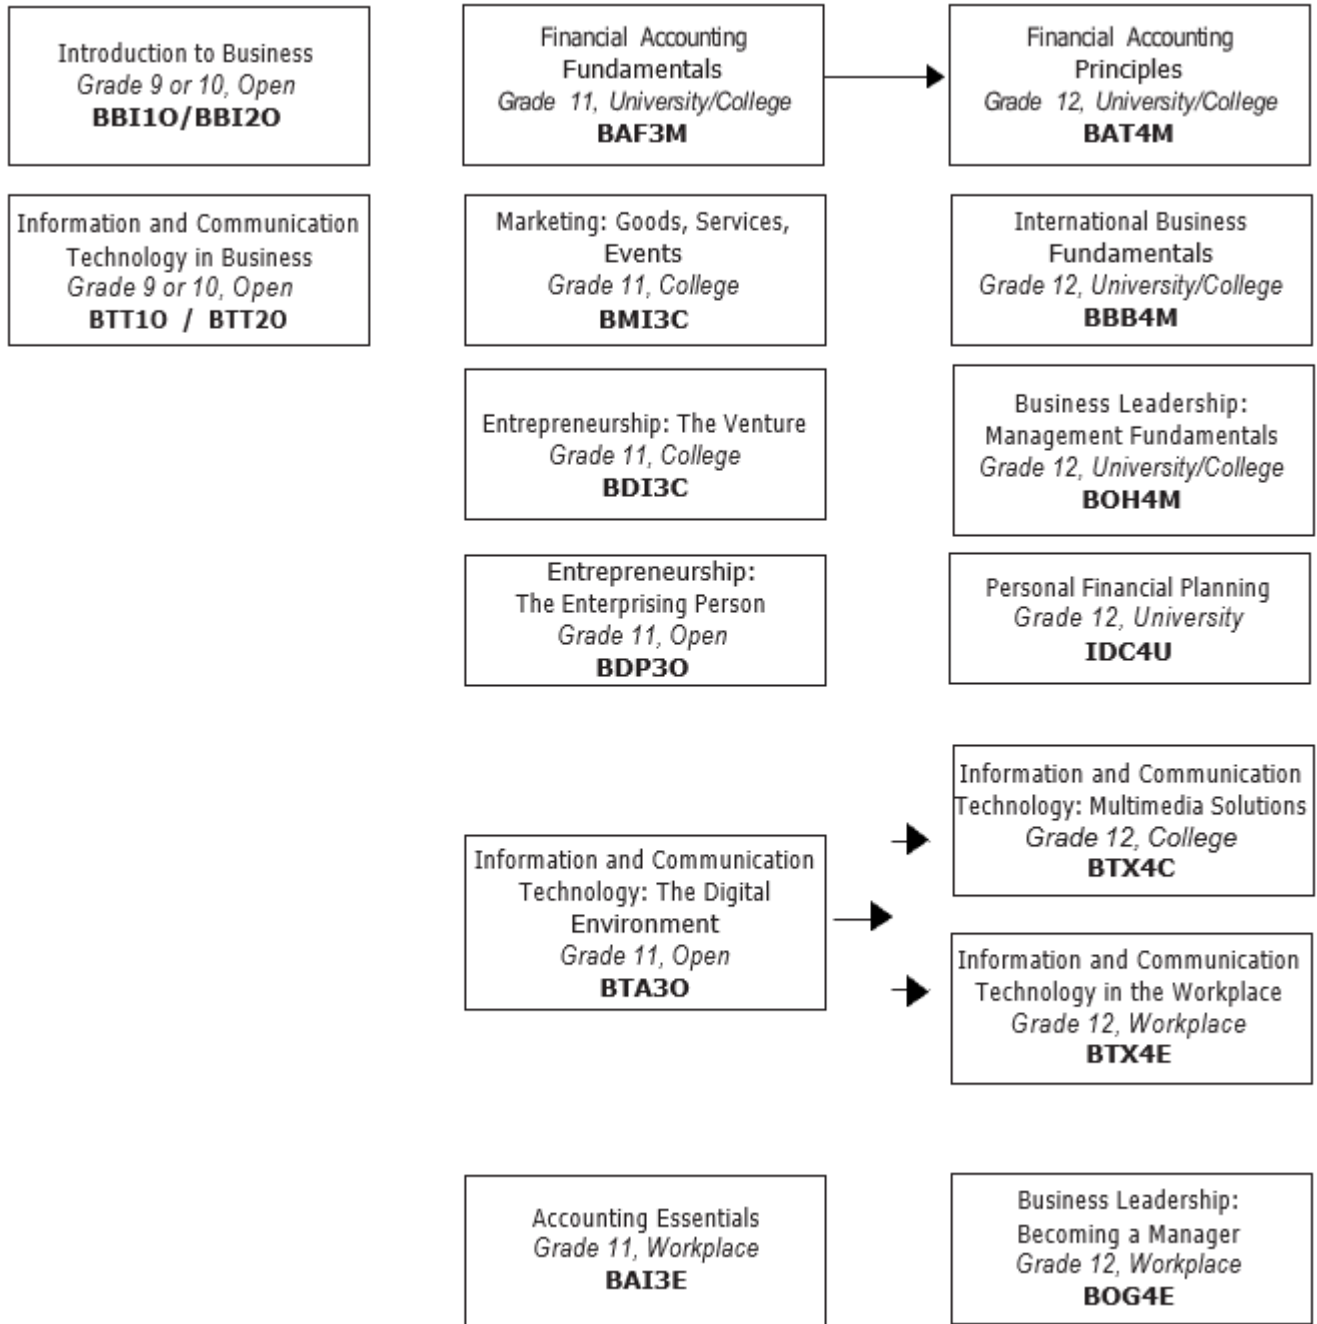 Introduction to Business
Grade 9 or 10, Open
BBI1O/BBI2O
Financial Accounting
Fundamentals
Grade 11, University/College
BAF3M
Financial Accounting
Principles
Grade 12, University/College
BAT4M
Information and Communication
Technology in Business
Grade 9 or 10, Open
BTT1O / BTT2O
Marketing: Goods, Services,
Events
Grade 11, College
BMI3C
International Business
Fundamentals
Grade 12, University/College
BBB4M
Entrepreneurship: The Venture
Grade 11, College
BDI3C
Business Leadership:
Management Fundamentals
Grade 12, University/College
BOH4M
Entrepreneurship:
The Enterprising Person
Grade 11, Open
BDP3O
Personal Financial Planning
Grade 12, University
IDC4U
Information and Communication
Technology: The Digital
Environment
Grade 11, Open
BTA3O
Information and Communication
Technology: Multimedia Solutions
Grade 12, College
BTX4C
Information and Communication
Technology in the Workplace
Grade 12, Workplace
BTX4E
Accounting Essentials
Grade 11, Workplace
BAI3E
Business Leadership:
Becoming a Manager
Grade 12, Workplace
BOG4E